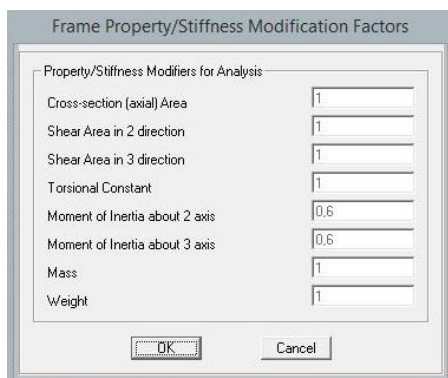 Frame Property/Stiffness Modification Factors
Property/Stiffness Modifiers for Analysis
Cross-section (axial) Area 1
Shear Area in 2 direction 1
Shear Area in 3 direction 1
Torsional Constant 1
Moment of Inertia about 2 axis 0,6
Moment of Inertia about 3 axis 0,6
Mass 1
Weight 1
OK Cancel